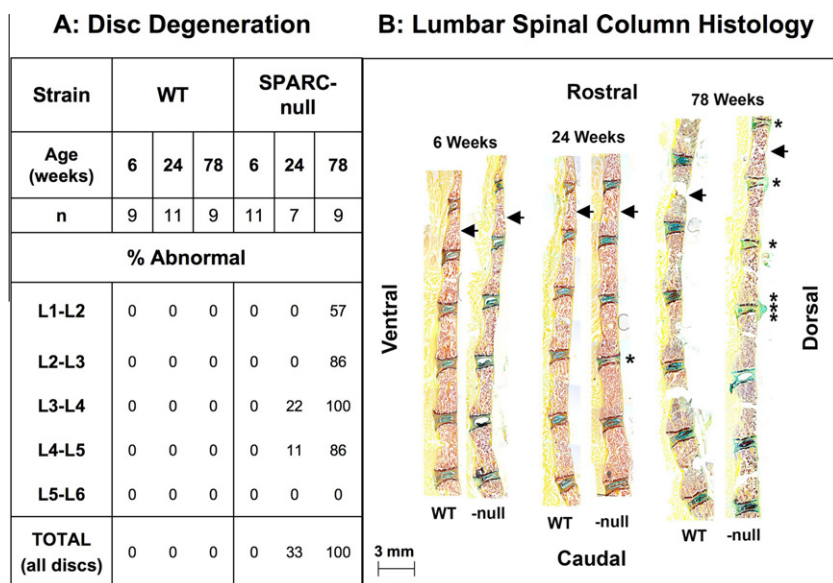 A: Disc Degeneration
B: Lumbar Spinal Column Histology
Strain WT SPARC-
null
Age
(weeks) 6 24 78 6 24 78
n 9 11 9 11 7 9
% Abnormal
L1-L2 0 0 0 0 0 57
L2-L3 0 0 0 0 0 86
L3-L4 0 0 0 0 22 100
L4-L5 0 0 0 0 11 86
L5-L6 0 0 0 0 0 0
TOTAL
(all discs) 0 0 0 0 33 100
Rostral
6 Weeks 24 Weeks 78 Weeks
Ventral
Dorsal
*
*
*
*
*
*
*
WT -null WT -null WT -null
3 mm
Caudal